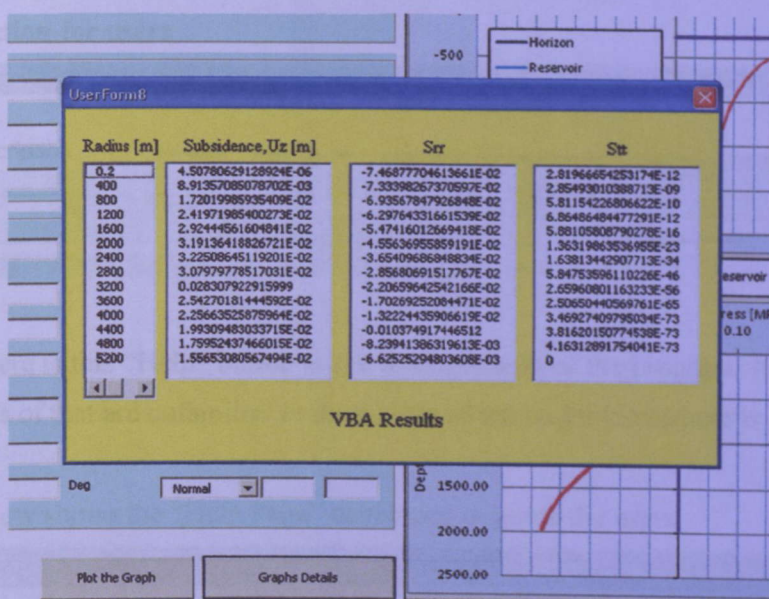 -500
Horizon
Reservoir
UserForm8
Radius [m] Subsidence,Uz [m] Srr Stt
0.2 4.50780629128924E-06 -7.46877704613661E-02 2.81966654253174E-12
400 8.91357085078702E-03 -7.33398267370597E-02 2.85493010388713E-09
800 1.72019985935409E-02 -6.93567847926848E-02 5.81154226806622E-10
1200 2.41971985400273E-02 -6.29764331661539E-02 6.86486484477291E-12
1600 2.92444561604841E-02 -5.47416012669418E-02 5.88105808790278E-16
2000 3.19136418826721E-02 -4.55636955859191E-02 1.36319863536955E-23
2400 3.22508645119201E-02 -3.65409686848834E-02 1.63813442907713E-34
2800 3.07979778517031E-02 -2.85680691517767E-02 5.84753596110226E-46
3200 0.028307922915999 -2.20659642542166E-02 2.65960801163233E-56
3600 2.54270181444592E-02 -1.70269252084471E-02 2.50650440569761E-65
4000 2.25663525875964E-02 -1.32224435906619E-02 3.46927409795034E-73
4400 1.99309483033715E-02 -0.010374917446512 3.81620150774538E-73
4800 1.75952437466015E-02 -8.23941386319613E-03 4.16312891754041E-73
5200 1.55653080567494E-02 -6.62525294803608E-03 0
VBA Results
eservoir
ress [M
0.10
Deg Normal
Dep
1500.00
2000.00
2500.00
Plot the Graph Graphs Details